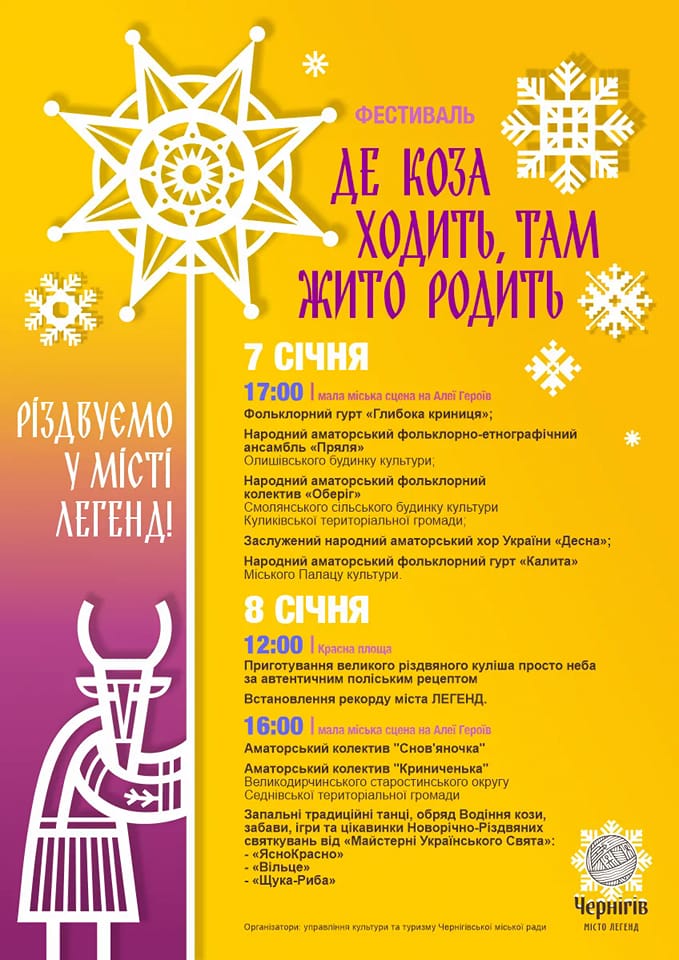 ФЕСТИВАЛЬ
ДЕ КОЗА
ХОДИТЬ, ТАМ
ЖИТО РОДИТЬ
РІЗДВУЄМО
У МІСТІ
ЛЕГЕНД!
7 СІЧНЯ
17:00 | мала міська сцена на Алеї Героїв
Фольклорний гурт «Глибока криниця»;
Народний аматорський фольклорно-етнографічний
ансамбль «Пряля»
Олишівського будинку культури;
Народний аматорський фольклорний
колектив «Оберіг»
Смолянського сільського будинку культури
Куликівської територіальної громади;
Заслужений народний аматорський хор України «Десна»;
Народний аматорський фольклорний гурт «Калита»
Міського Палацу культури.
8 СІЧНЯ
12:00 | Красна площа
Приготування великого різдвяного кулішу просто неба
за автентичним поліським рецептом
Встановлення рекорду міста ЛЕГЕНД.
16:00 | мала міська сцена на Алеї Героїв
Аматорський колектив "Снов'яночка"
Аматорський колектив "Криниченька"
Великодирчинського старостинського округу
Седнівської територіальної громади
Запальні традиційні танці, обряд Водіння кози,
забави, ігри та цікавинки Новорічно-Різдвяних
святкувань від «Майстерні Українського Свята»:
- «ЯсноКрасно»
- «Вільце»
- «Щука-Риба»
Організатори: управління культури та туризму Чернігівської міської ради
Чернігів
МІСТО ЛЕГЕНД